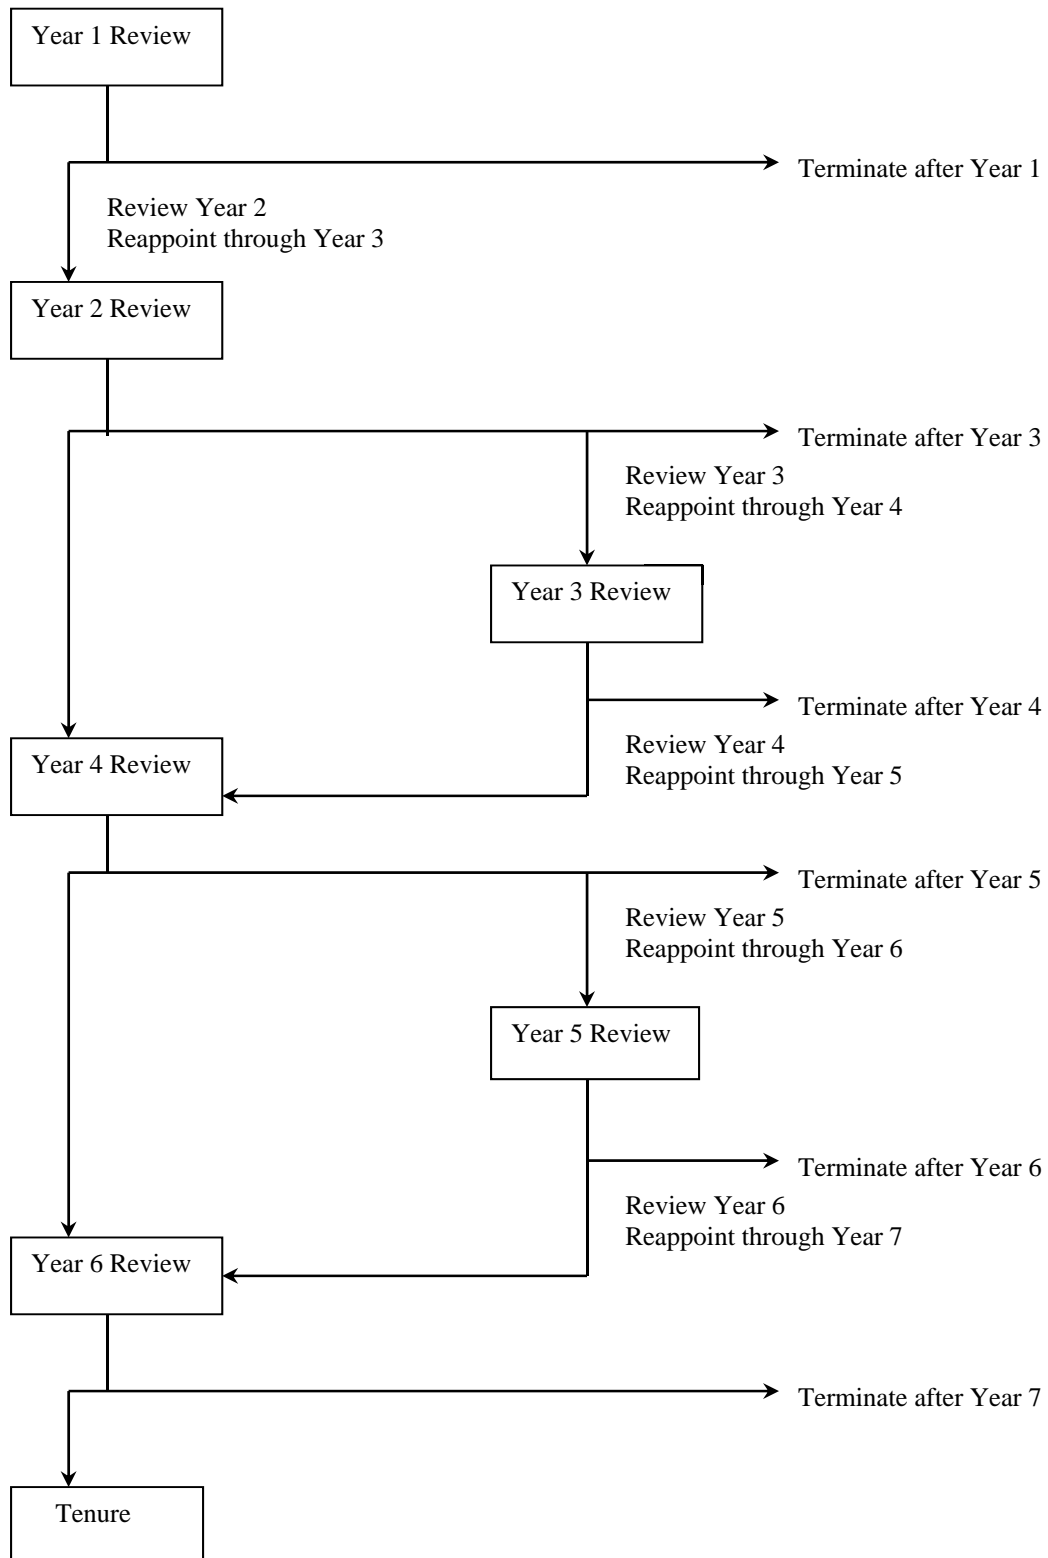 Year 1 Review
Terminate after Year 1
Review Year 2
Reappoint through Year 3
Year 2 Review
Terminate after Year 3
Review Year 3
Reappoint through Year 4
Year 3 Review
Terminate after Year 4
Review Year 4
Reappoint through Year 5
Year 4 Review
Terminate after Year 5
Review Year 5
Reappoint through Year 6
Year 5 Review
Terminate after Year 6
Review Year 6
Reappoint through Year 7
Year 6 Review
Terminate after Year 7
Tenure